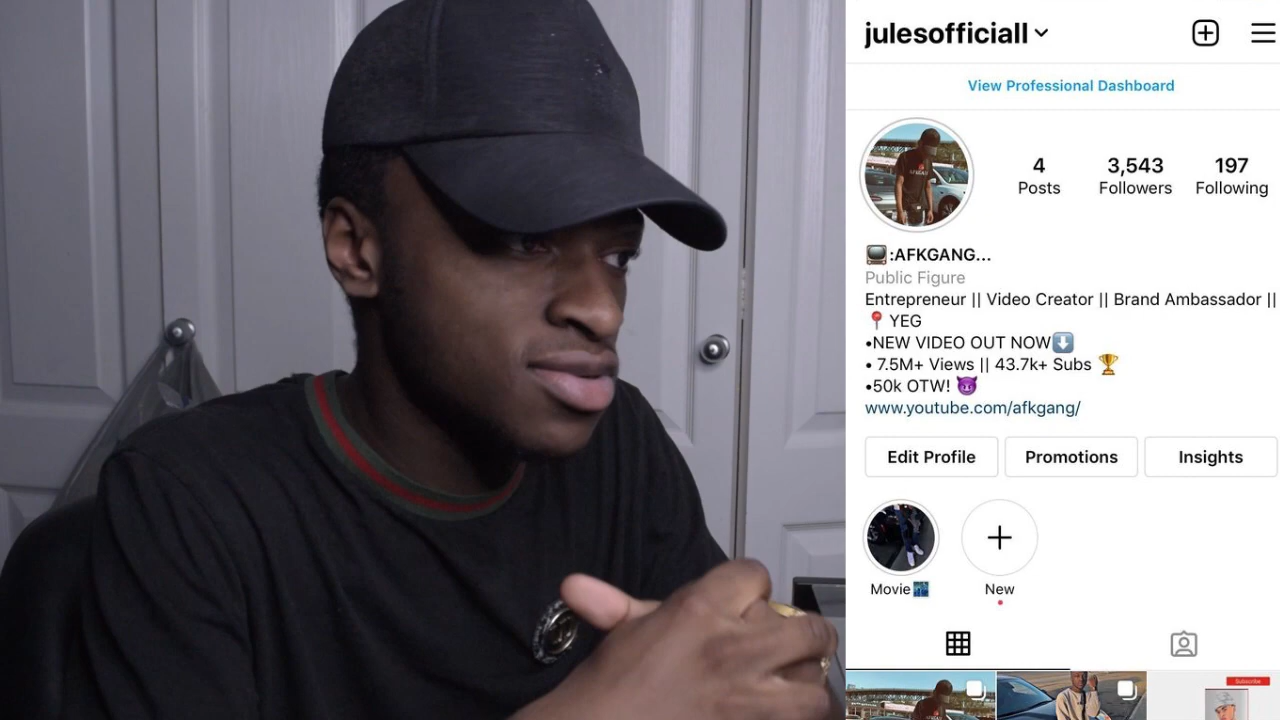 julesofficiall
View Professional Dashboard
4
Posts
3,543
Followers
197
Following
📺:AFKGANG...
Public Figure
Entrepreneur || Video Creator || Brand Ambassador ||
📍 YEG
•NEW VIDEO OUT NOW⬇️
• 7.5M+ Views || 43.7k+ Subs 🏆
•50k OTW! 😈
www.youtube.com/afkgang/
Edit Profile
Promotions
Insights
Movie🌃
New
Subscribe